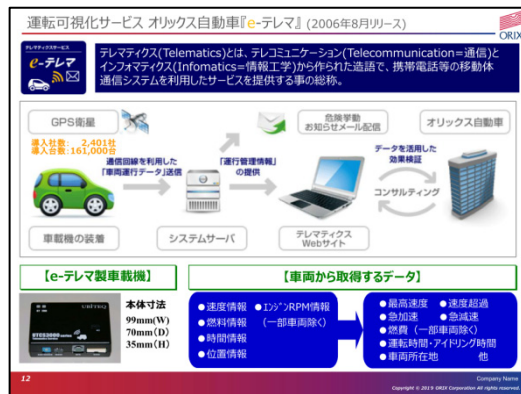 運転可視化サービス オリックス自動車『e-テレマ』 (2006年8月リリース)
ORIX
テレマティクスサービス
e-テレマ
テレマティクス(Telematics)とは、テレコミュニケーション(Telecommunication=通信)と
インフォマティクス(Infomatics=情報工学)から作られた造語で、携帯電話等の移動体
通信システムを利用したサービスを提供する事の総称。
GPS衛星
危険挙動
お知らせメール配信
オリックス自動車
導入社数: 2,401社
導入台数:161,000台
通信回線を利用した
「車両運行データ」送信
「運行管理情報」
の提供
データを活用した
効果検証
コンサルティング
車載機の装着
システムサーバ
テレマティクス
Webサイト
【e-テレマ製車載機】
【車両から取得するデータ】
本体寸法
99mm(W)
70mm(D)
35mm(H)
●速度情報 ●エンジンRPM情報
●燃料情報 (一部車両除く)
●時間情報
●位置情報
●最高速度 ●速度超過
●急加速 ●急減速
●燃費(一部車両除く)
●運転時間・アイドリング時間
●車両所在地 他
12
Company Name
Copyright © 2019 ORIX Corporation All rights reserved.